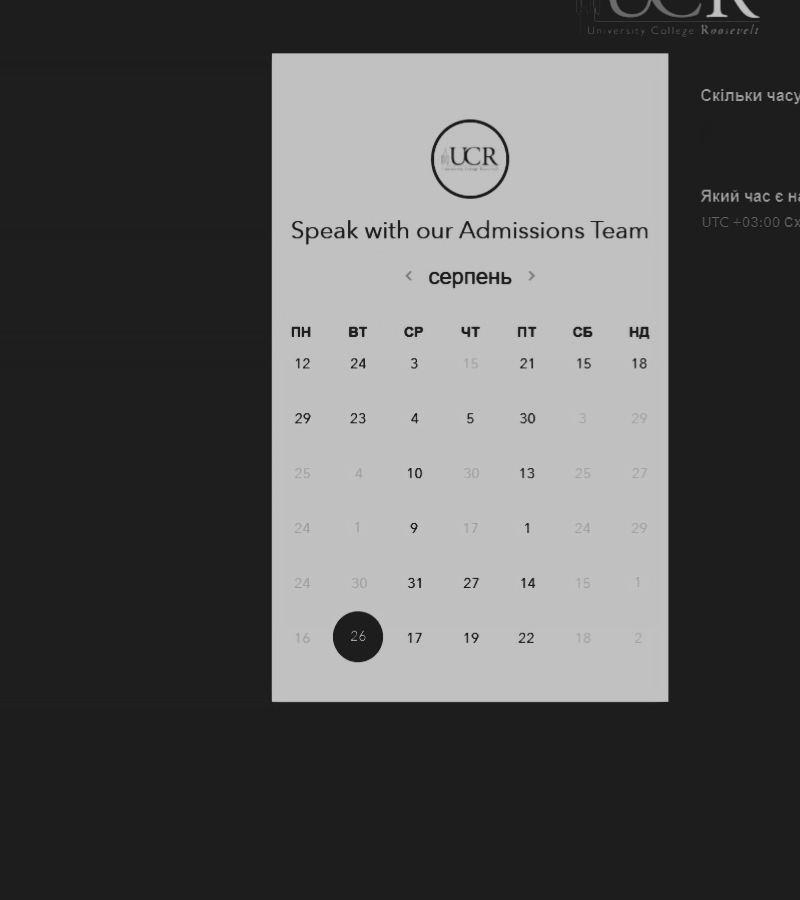 UCR
University College Roosevelt
Скільки часу
UCR
Speak with our Admissions Team
Який час є на
UTC +03:00 Сх
< серпень >
ПН ВТ СР ЧТ ПТ СБ НД
12 24 3 15 21 15 18
29 23 4 5 30 3 29
25 4 10 30 13 25 27
24 1 9 17 1 24 29
24 30 31 27 14 15 1
16 26 17 19 22 18 2